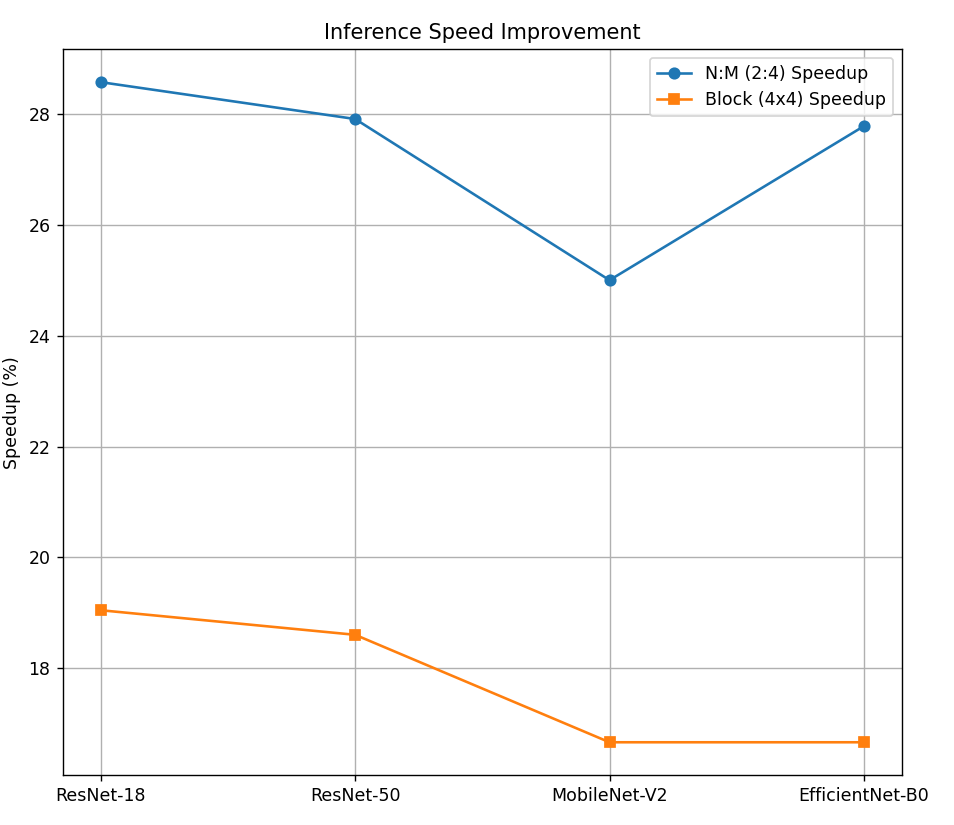 Inference Speed Improvement
N:M (2:4) Speedup
Block (4x4) Speedup
Speedup (%)
28
26
24
22
20
18
ResNet-18
ResNet-50
MobileNet-V2
EfficientNet-B0